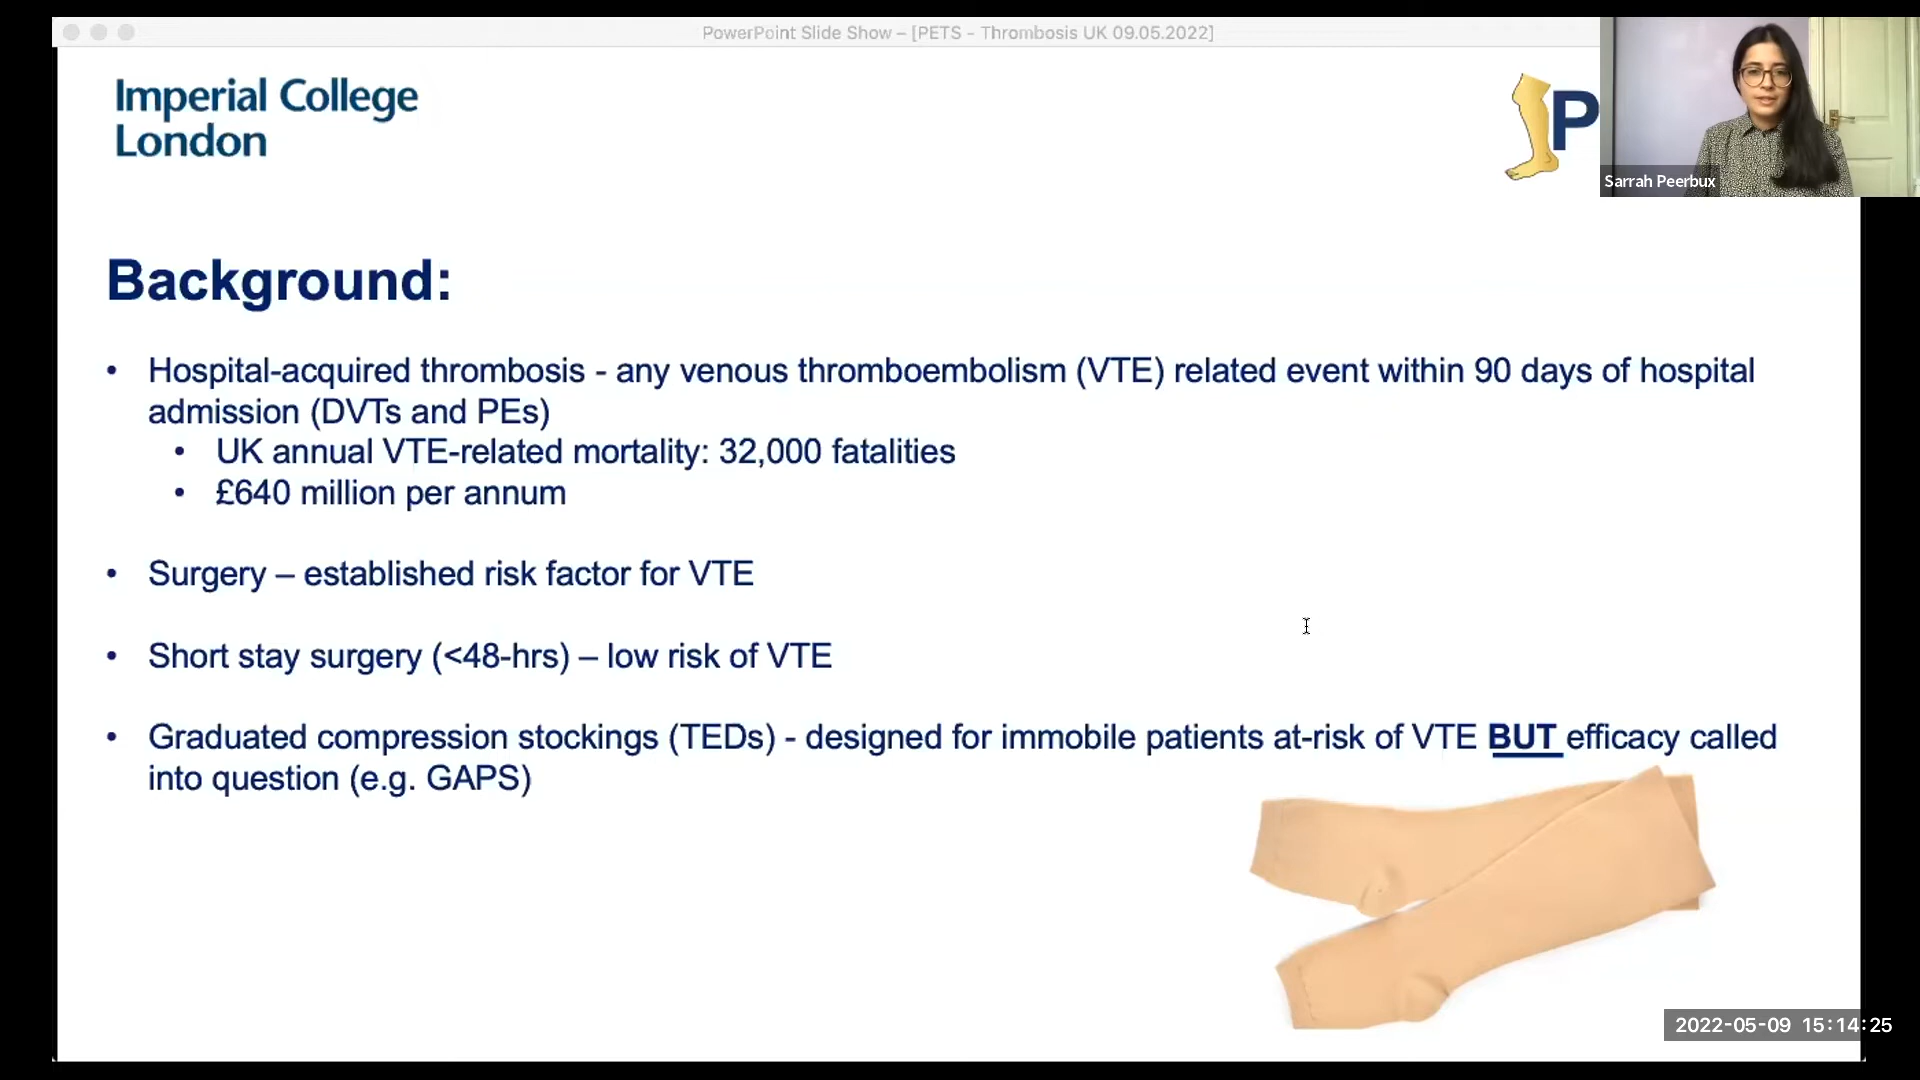 PowerPoint Slide Show – [PETS - Thrombosis UK 09.05.2022]
Imperial College
London
P
Sarrah Peerbux
Background:
• Hospital-acquired thrombosis - any venous thromboembolism (VTE) related event within 90 days of hospital
admission (DVTs and PEs)
• UK annual VTE-related mortality: 32,000 fatalities
• £640 million per annum
• Surgery – established risk factor for VTE
• Short stay surgery (<48-hrs) – low risk of VTE
• Graduated compression stockings (TEDs) - designed for immobile patients at-risk of VTE BUT efficacy called
into question (e.g. GAPS)
2022-05-09 15:14:25